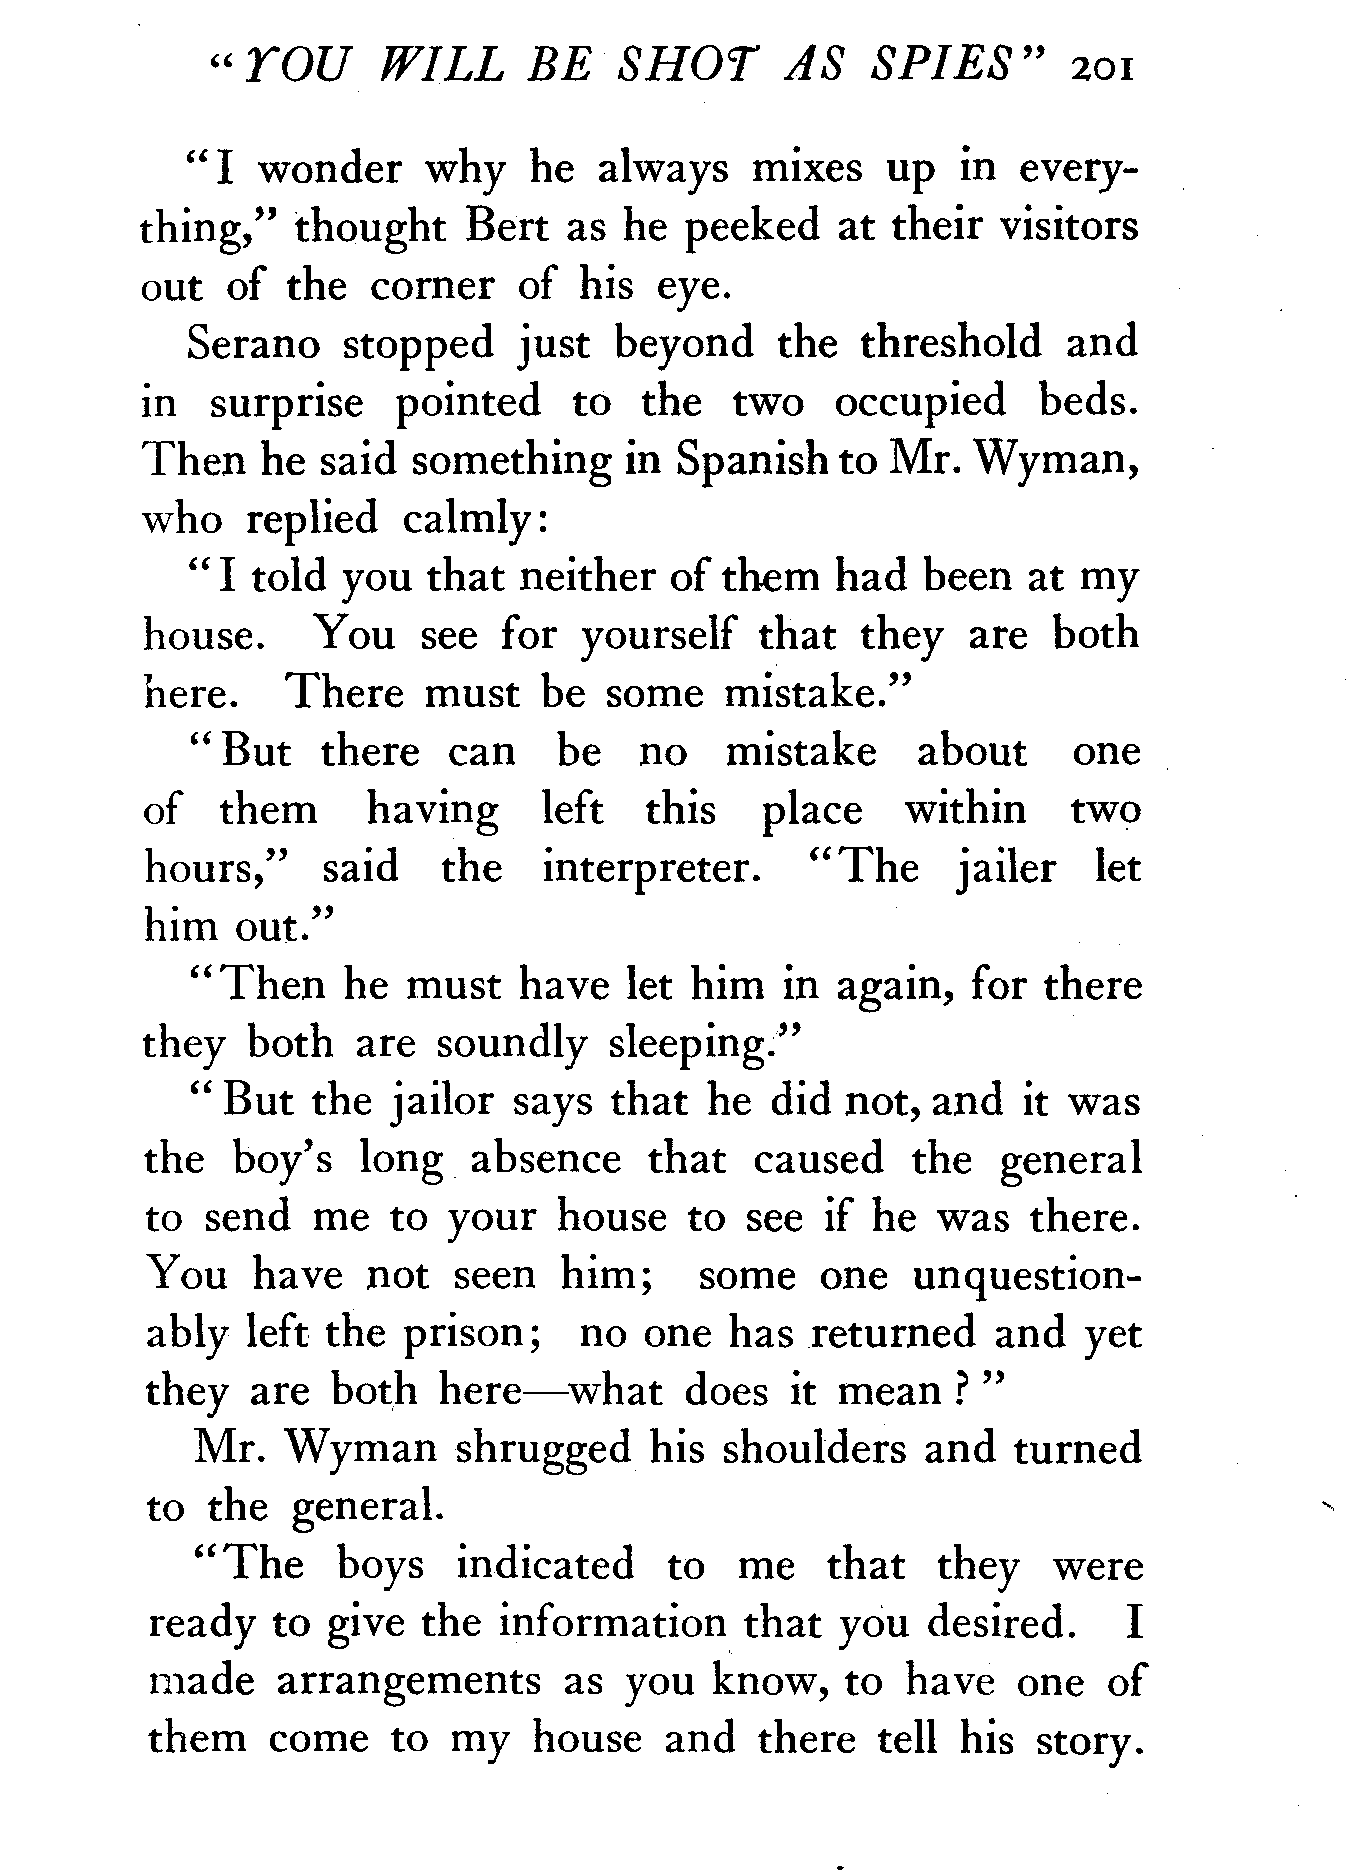 "YOU WILL BE SHOT AS SPIES" 201
"I wonder why he always mixes up in every-
thing," thought Bert as he peeked at their visitors
out of the corner of his eye.
Serano stopped just beyond the threshold and
in surprise pointed to the two occupied beds.
Then he said something in Spanish to Mr. Wyman,
who replied calmly:
"I told you that neither of them had been at my
house. You see for yourself that they are both
here. There must be some mistake."
"But there can be no mistake about one
of them having left this place within two
hours," said the interpreter. "The jailer let
him out."
"Then he must have let him in again, for there
they both are soundly sleeping."
"But the jailor says that he did not, and it was
the boy's long absence that caused the general
to send me to your house to see if he was there.
You have not seen him; some one unquestion-
ably left the prison; no one has returned and yet
they are both here—what does it mean?"
Mr. Wyman shrugged his shoulders and turned
to the general.
"The boys indicated to me that they were
ready to give the information that you desired. I
made arrangements as you know, to have one of
them come to my house and there tell his story.